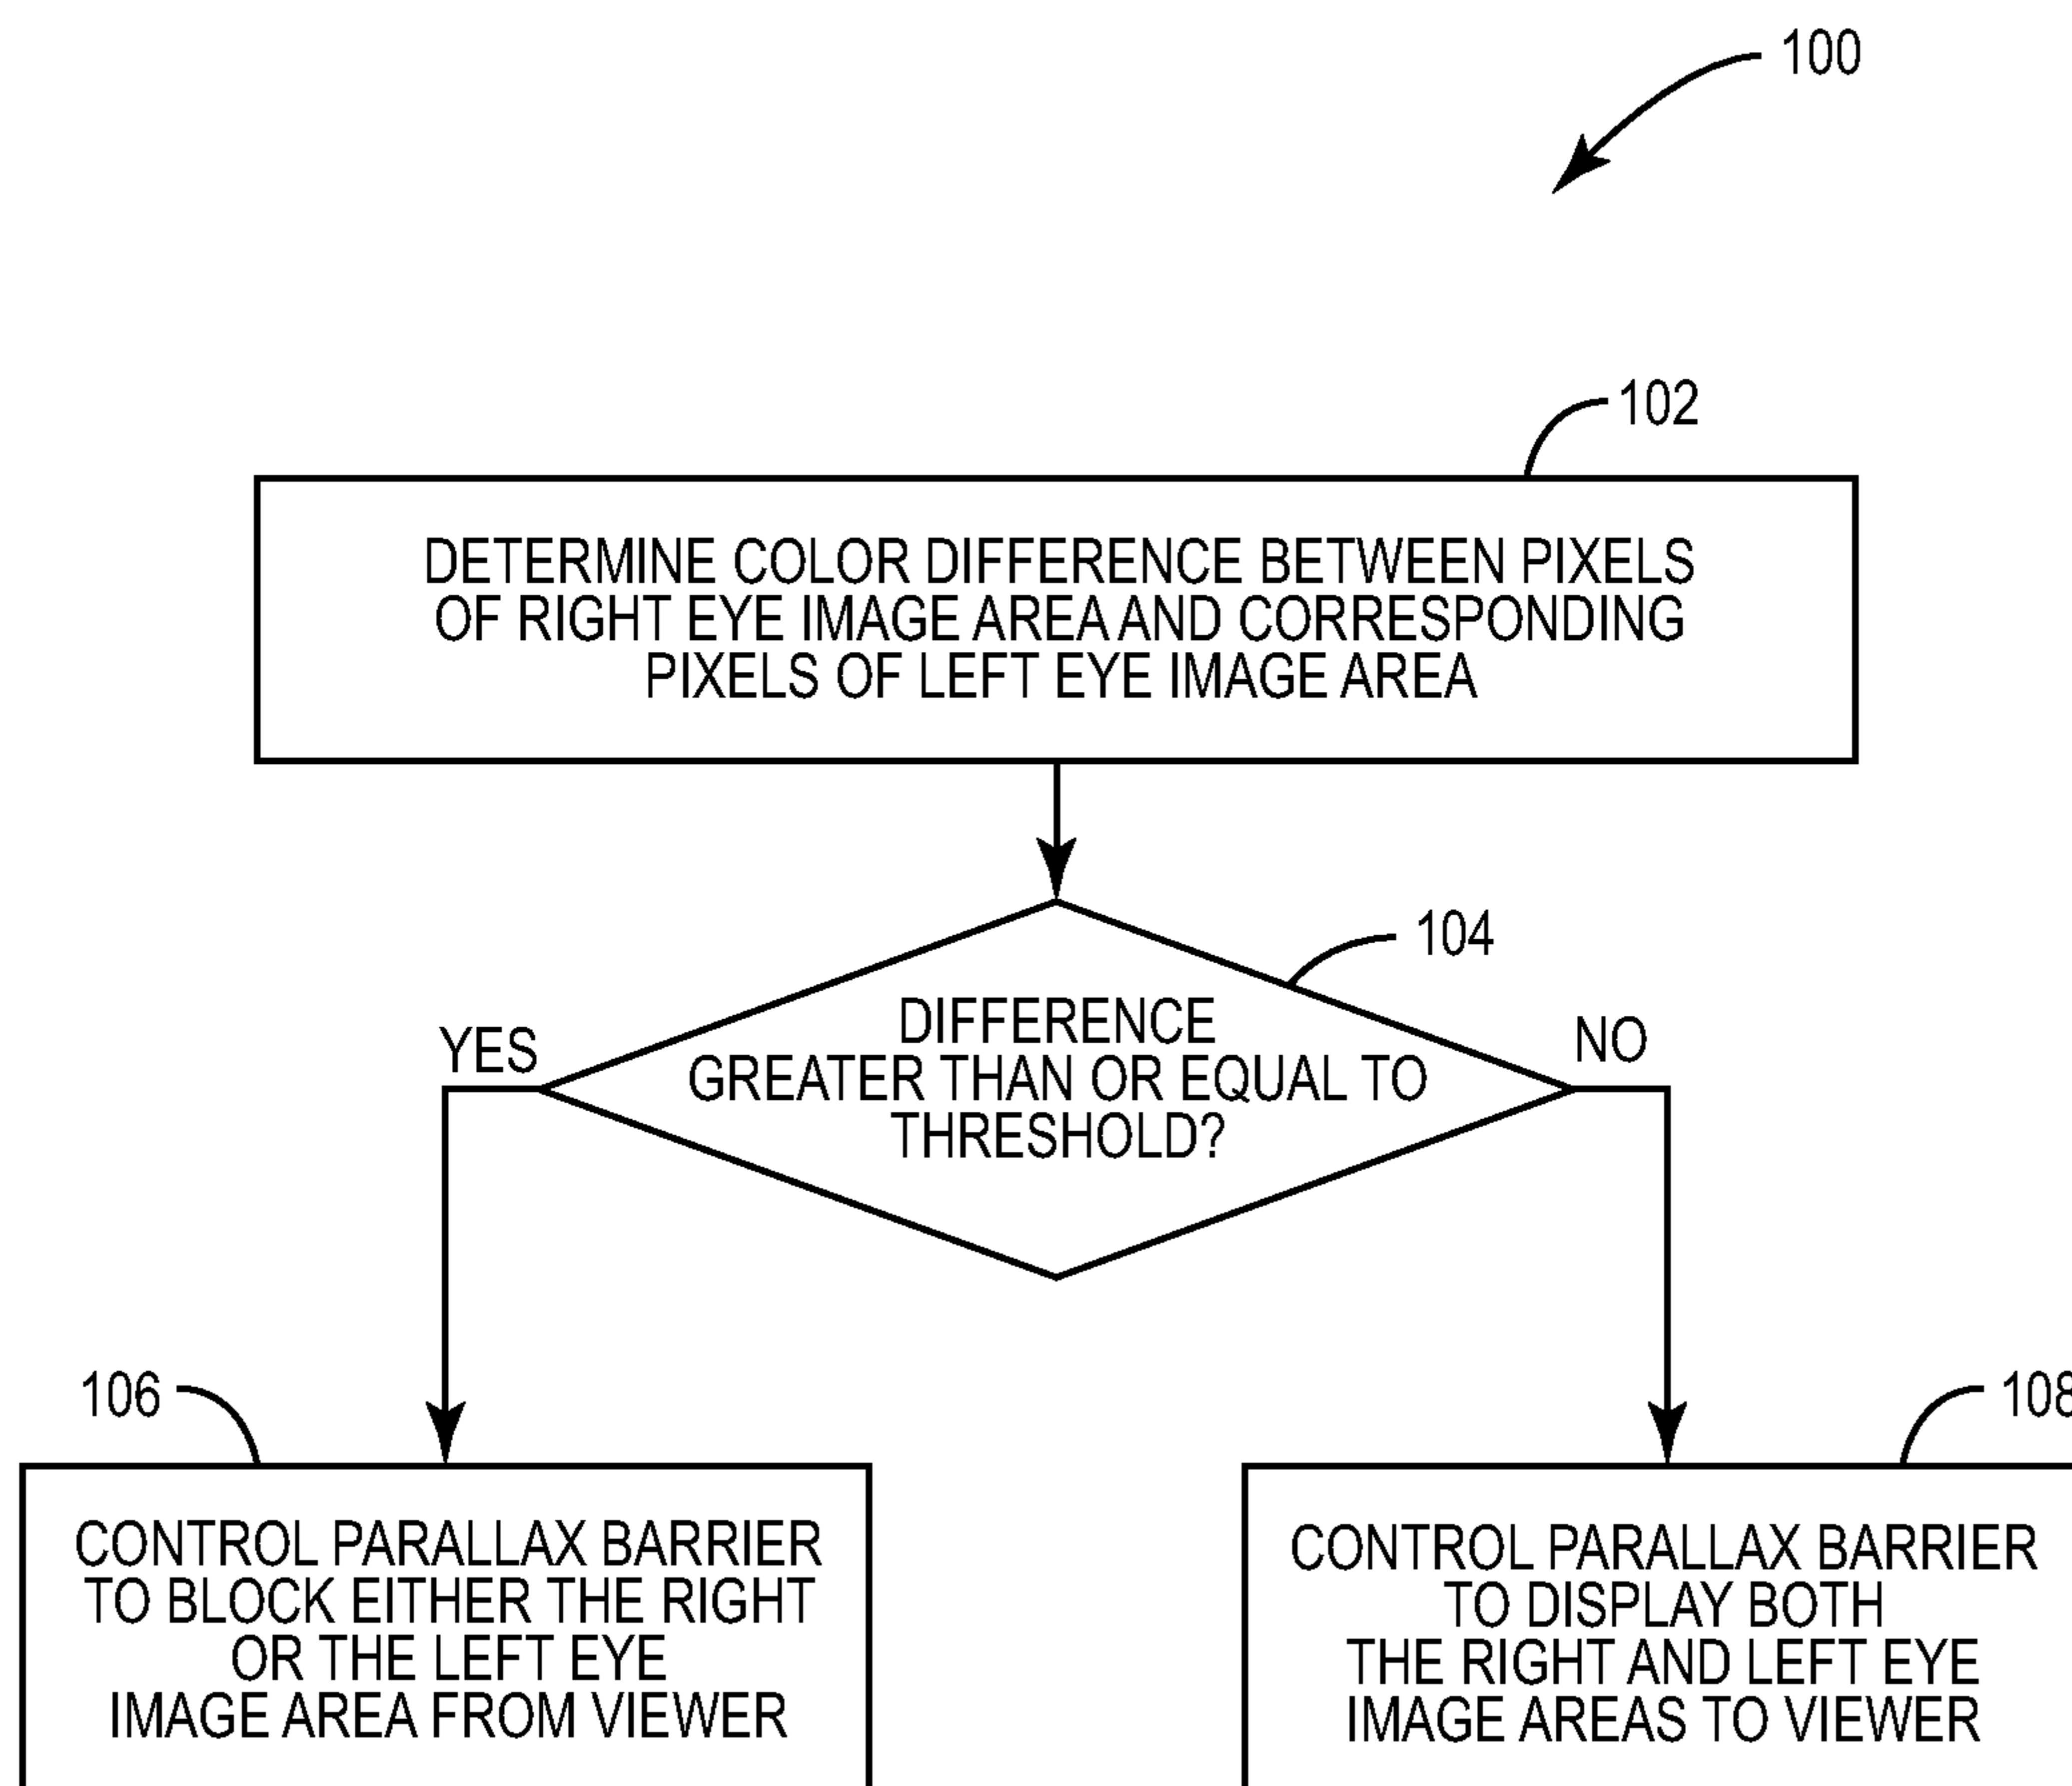 100
102
DETERMINE COLOR DIFFERENCE BETWEEN PIXELS
OF RIGHT EYE IMAGE AREA AND CORRESPONDING
PIXELS OF LEFT EYE IMAGE AREA
104
YES
NO
DIFFERENCE
GREATER THAN OR EQUAL TO
THRESHOLD?
106
108
CONTROL PARALLAX BARRIER
TO BLOCK EITHER THE RIGHT
OR THE LEFT EYE
IMAGE AREA FROM VIEWER
CONTROL PARALLAX BARRIER
TO DISPLAY BOTH
THE RIGHT AND LEFT EYE
IMAGE AREAS TO VIEWER